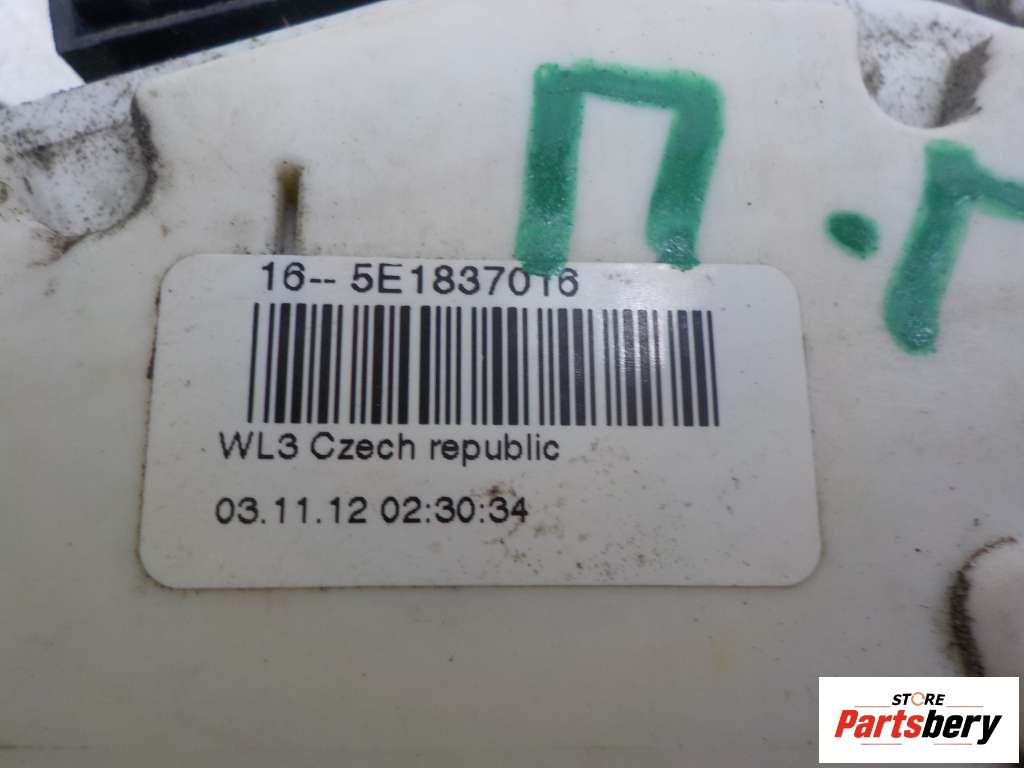 П.П
16-- 5E1837016
WL3 Czech republic
03.11.12 02:30:34
STORE
Partsbery